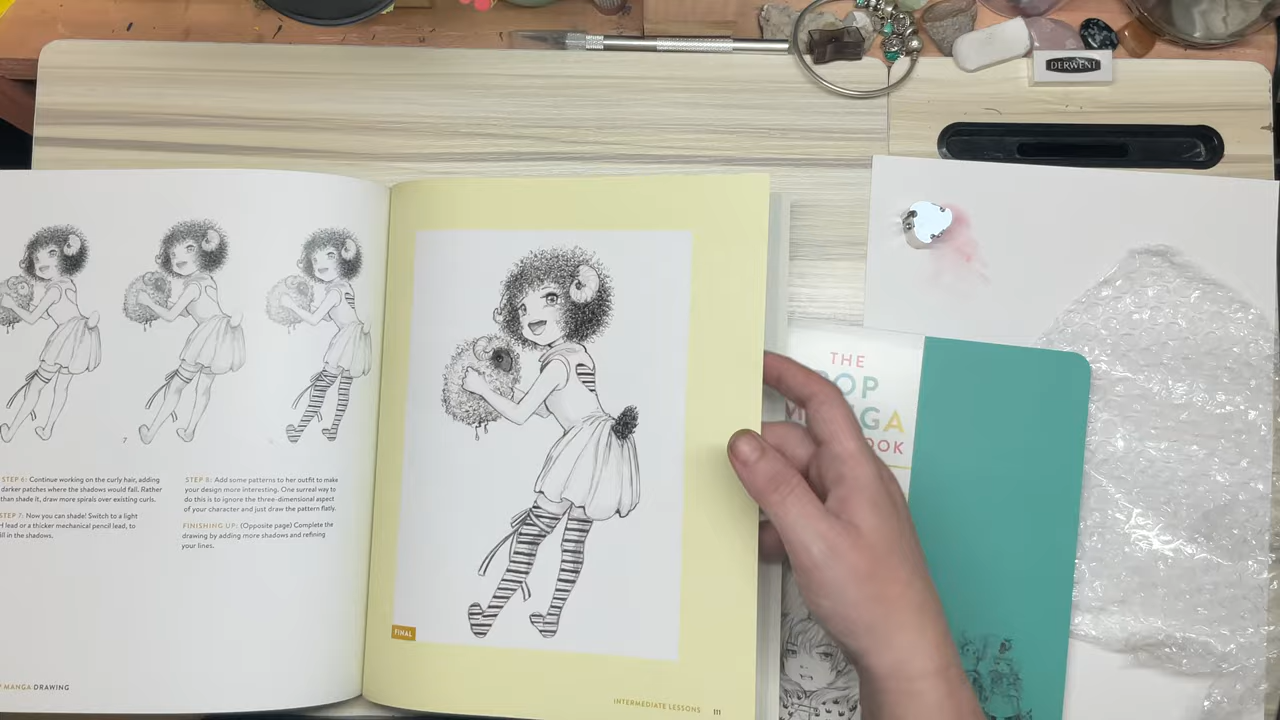 DERWENT
THE
POP
MANGA
7
STEP 6: Continue working on the curly hair, adding
darker patches where the shadows would fall. Rather
than shade it, draw more spirals over existing curls.
STEP 7: Now you can shade! Switch to a light
H lead or a thicker mechanical pencil lead, to
fill in the shadows.
STEP 8: Add some patterns to her outfit to make
your design more interesting. One surreal way to
do this is to ignore the three-dimensional aspect
of your character and just draw the pattern flatly.
FINISHING UP: (Opposite page) Complete the
drawing by adding more shadows and refining
your lines.
MANGA DRAWING
FINAL
INTERMEDIATE LESSONS 111